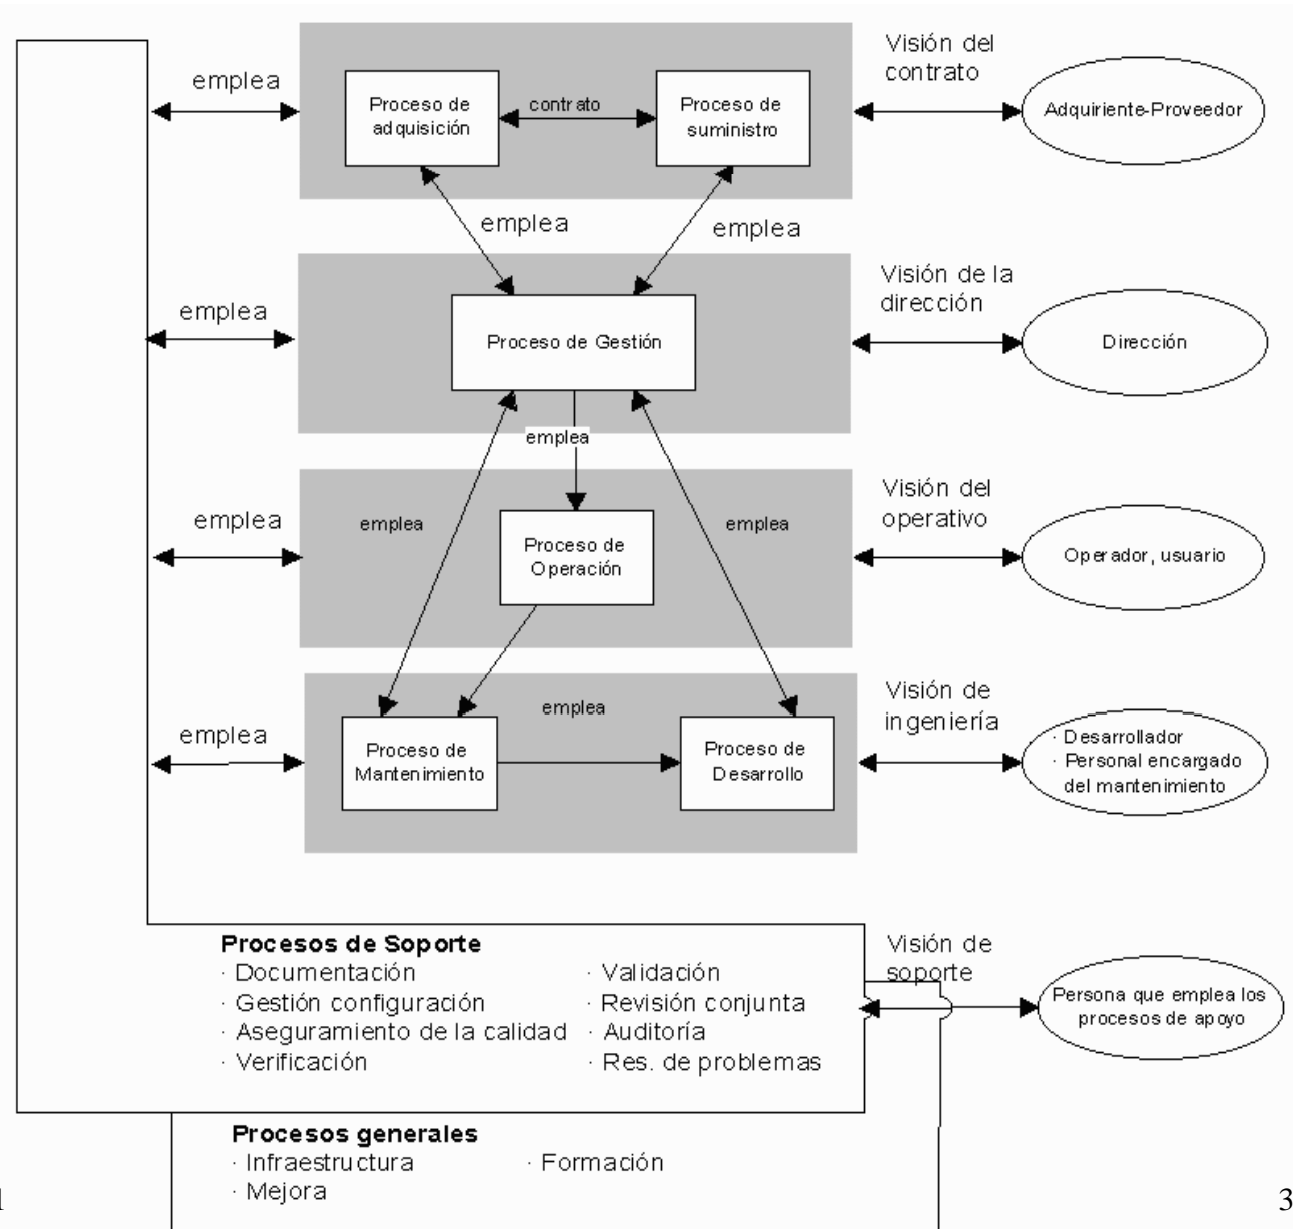 Visión del
contrato
emplea
Proceso de
adquisición
contrato
Proceso de
suministro
Adquiriente-Proveedor
emplea
emplea
Visión de la
dirección
emplea
Proceso de Gestión
Dirección
emplea
Visión del
operativo
emplea
emplea
emplea
Proceso de
Operación
Operador, usuario
Visión de
ingeniería
emplea
emplea
Proceso de
Mantenimiento
Proceso de
Desarrollo
· Desarrollador
· Personal encargado
del mantenimiento
Procesos de Soporte
· Documentación
· Gestión configuración
· Aseguramiento de la calidad
· Verificación
· Validación
· Revisión conjunta
· Auditoría
· Res. de problemas
Visión de
soporte
Persona que emplea los
procesos de apoyo
Procesos generales
· Infraestructura
· Mejora
· Formación
3